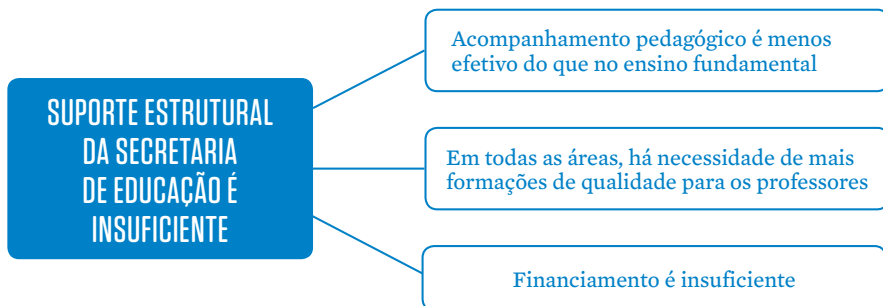 SUPORTE ESTRUTURAL
DA SECRETARIA
DE EDUCAÇÃO É
INSUFICIENTE
Acompanhamento pedagógico é menos
efetivo do que no ensino fundamental
Em todas as áreas, há necessidade de mais
formações de qualidade para os professores
Financiamento é insuficiente